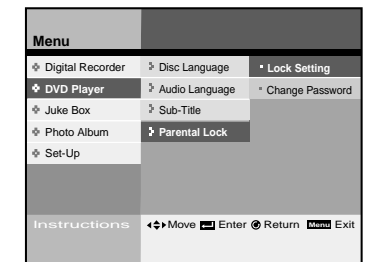 Menu
Digital Recorder
DVD Player
Juke Box
Photo Album
Set-Up
Disc Language
Audio Language
Sub-Title
Parental Lock
Lock Setting
Change Password
Instructions
Move Enter Return Menu Exit